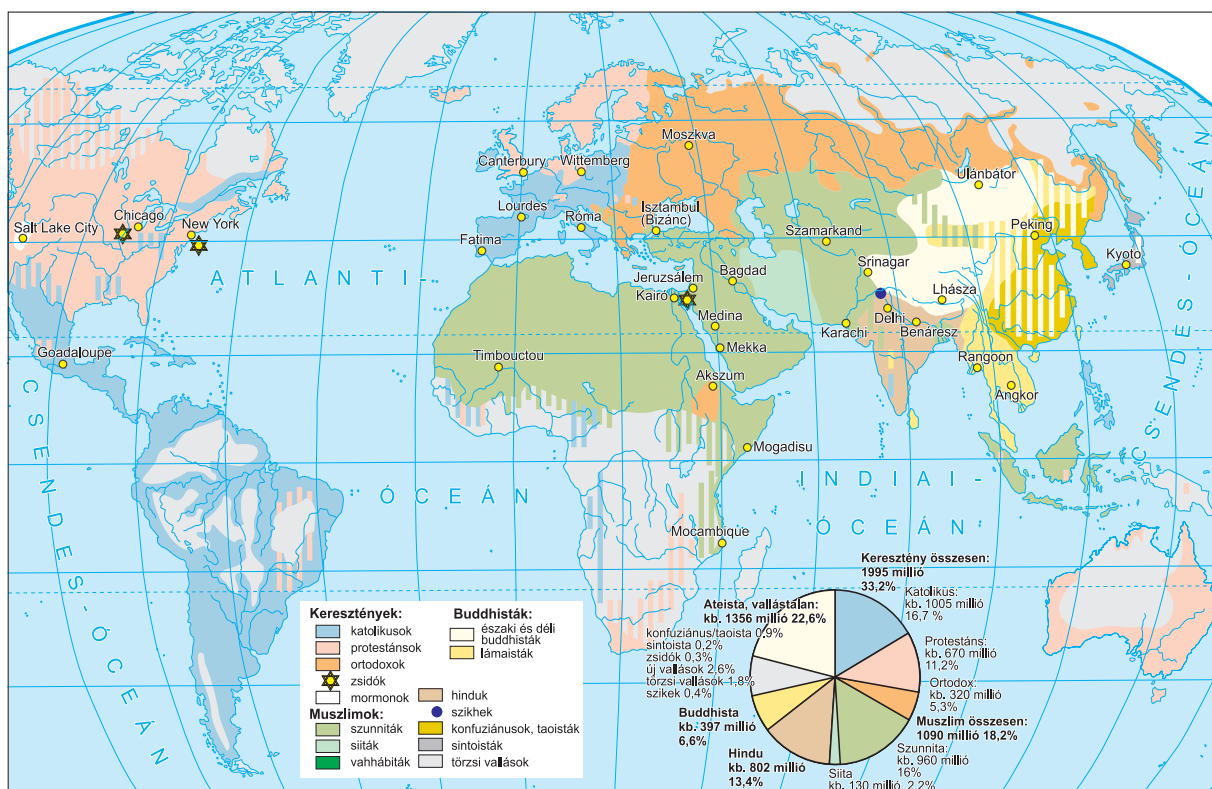 Moszkva
Canterbury
Wittemberg
Ulánbátor
Lourdes
Róma
Isztambul
(Bizánc)
Salt Lake City
Chicago
New York
Fatima
Szamarkand
Peking
Kyoto
ATLANTI-
ÓCEÁN
Jeruzsálem
Bagdad
Srinagar
Kairó
Lhásza
Medina
Delhi
Karachi
Benáresz
Mekka
Goadaloupe
Timbouctou
Akszum
Rangoon
Angkor
Mogadisu
INDIAI-
ÓCEÁN
Mocambique
CSENDES-ÓCEÁN
CSENDES-ÓCEÁN
Keresztények:
katolikusok
protestánsok
ortodoxok
zsidók
mormonok
Muszlimok:
szunniták
siiták
vahhábiták
Buddhisták:
északi és déli
buddhisták
lámaisták
hinduk
szikhek
konfuziánusok, taoisták
sintoisták
törzsi vallások
Keresztény összesen:
1995 millió
33,2%
Katolikus:
kb. 1005 millió
16,7 %
Protestáns:
kb. 670 millió
11,2%
Ortodox:
kb. 320 millió
5,3%
Muszlim összesen:
1090 millió 18,2%
Szunnita:
kb. 960 millió
16%
Siita
kb. 130 millió 2,2%
Hindu
kb. 802 millió
13,4%
Buddhista
kb. 397 millió
6,6%
Ateista, vallástalan:
kb. 1356 millió 22,6%
konfuziánus/taoista 0,9%
sintoista 0,2%
zsidók 0,3%
új vallások 2,6%
törzsi vallások 1,8%
szikek 0,4%